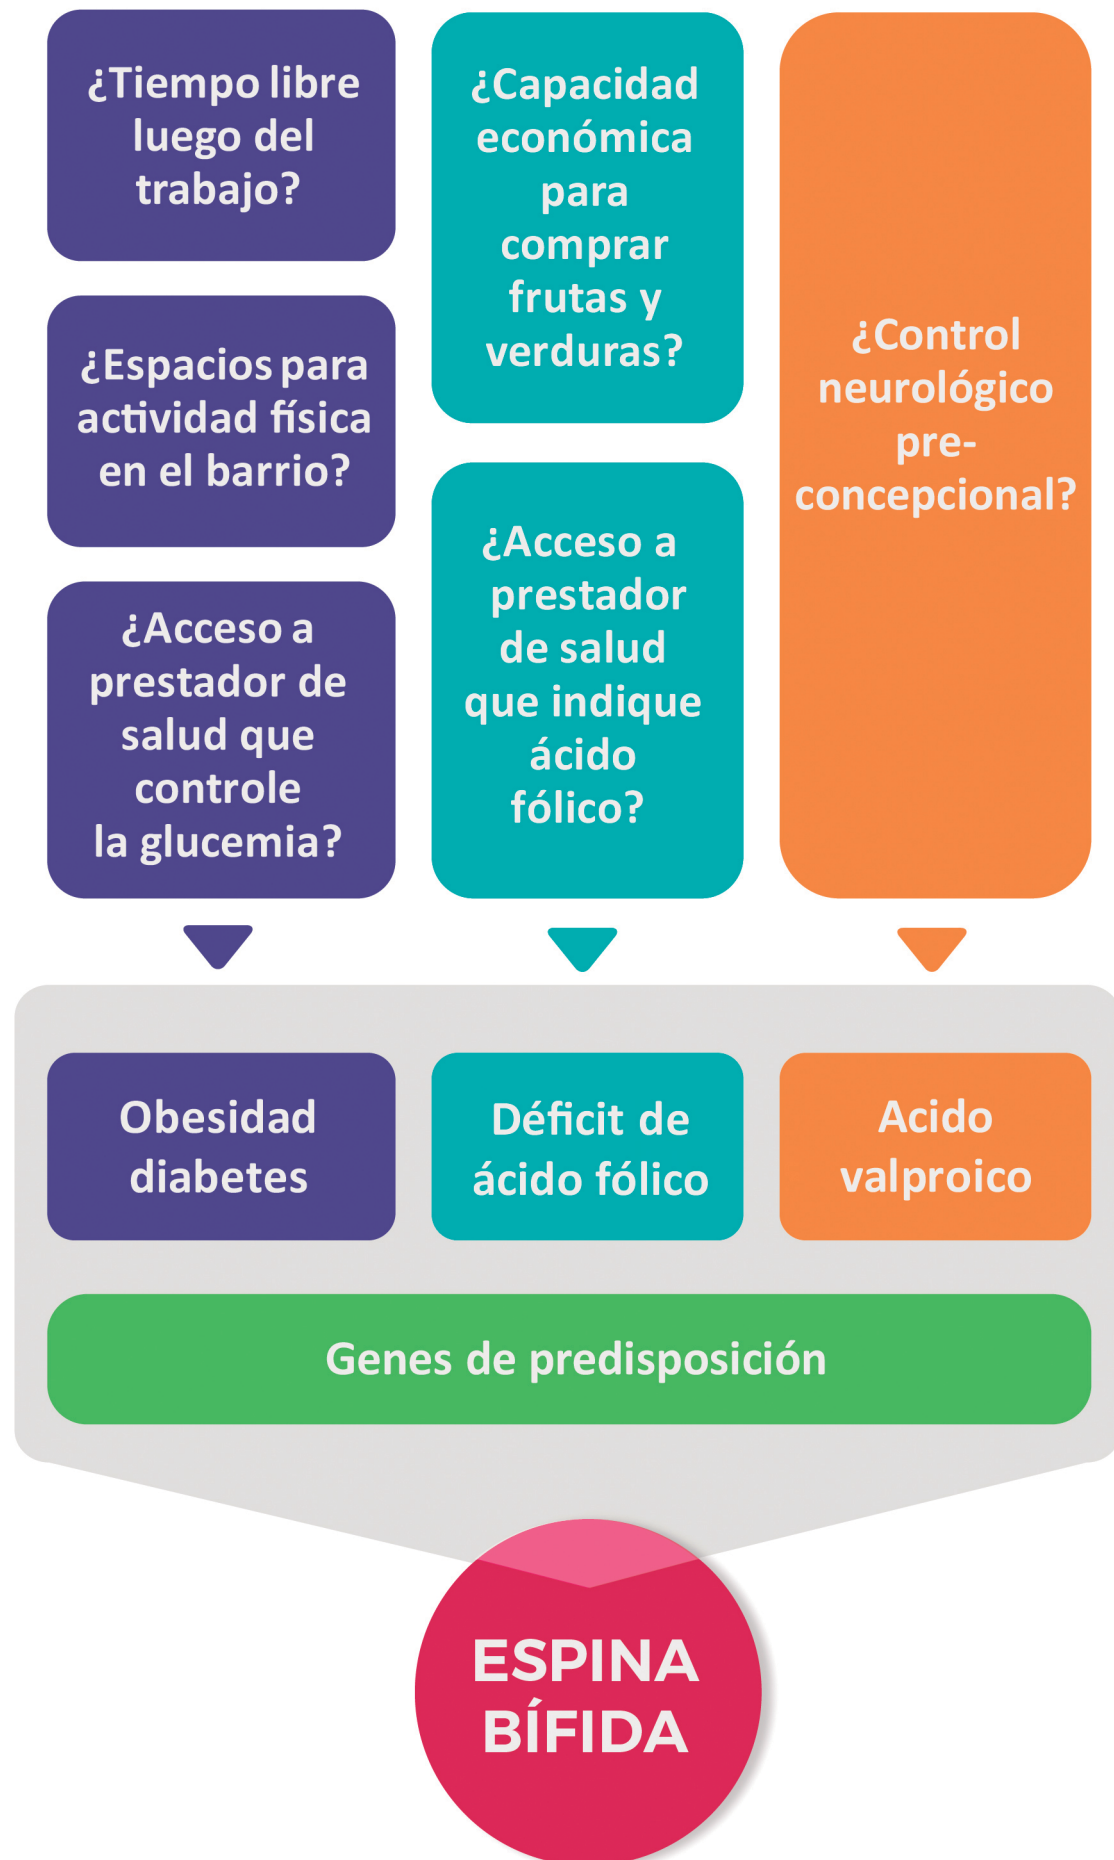 ¿Tiempo libre
luego del
trabajo?
¿Espacios para
actividad física
en el barrio?
¿Acceso a
prestador de
salud que
controle
la glucemia?
¿Capacidad
económica
para
comprar
frutas y
verduras?
¿Acceso a
prestador
de salud
que indique
ácido
fólico?
¿Control
neurológico
pre-
concepcional?
Obesidad
diabetes
Déficit de
ácido fólico
Acido
valproico
Genes de predisposición
ESPINA
BÍFIDA